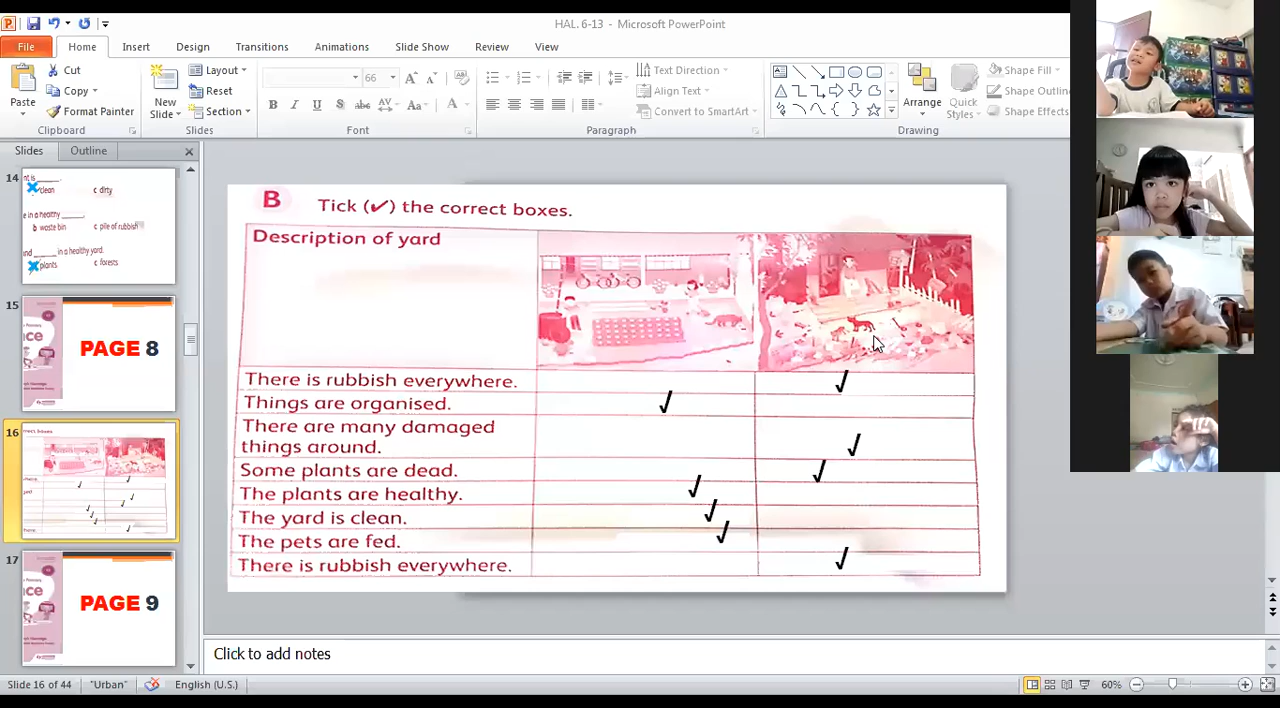 HAL. 6-13 - Microsoft PowerPoint
File Home Insert Design Transitions Animations Slide Show Review View
Paste
Cut
Copy
Format Painter
Clipboard
New
Slide
Layout
Reset
Section
Slides
66
B I U S abc AV Aa A
Font
Text Direction
Align Text
Convert to SmartArt
Paragraph
Arrange
Quick
Styles
Shape Fill
Shape Outline
Shape Effects
Drawing
Slides Outline
14
clean c dirty
e in a healthy
b waste bin c pile of rubbish
in a healthy yard.
plants c forests
15
PAGE 8
16
17
PAGE 9
B Tick (✓) the correct boxes.
Description of yard
There is rubbish everywhere.
Things are organised.
There are many damaged
things around.
Some plants are dead.
The plants are healthy.
The yard is clean.
The pets are fed.
There is rubbish everywhere.
Click to add notes
Slide 16 of 44 "Urban" English (U.S.) 60%